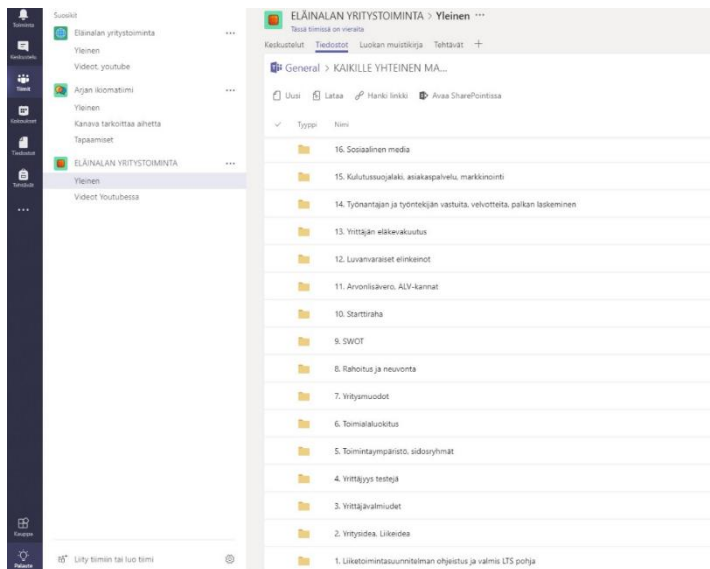 Toiminta
Keskustelu
Tiimit
Kokoukset
Tiedostot
Tehtävät
Kauppa
Palaute
Suosikit
Eläinalan yritystoiminta
Yleinen
Videot, youtube
Arjan ikiomatiimi
Yleinen
Kanava tarkoittaa aihetta
Tapaamiset
ELÄINALAN YRITYSTOIMINTA
Yleinen
Videot Youtubessa
Liity tiimiin tai luo tiimi
ELÄINALAN YRITYSTOIMINTA > Yleinen ...
Tässä tiimissä on vieraita
Keskustelut Tiedostot Luokan muistikirja Tehtävät +
General > KAIKILLE YHTEINEN MA...
Uusi Lataa Hanki linkki Avaa SharePointissa
Tyyppi Nimi
16. Sosiaalinen media
15. Kulutussuojalaki, asiakaspalvelu, markkinointi
14. Työnantajan ja työntekijän vastuita, velvotteita, palkan laskeminen
13. Yrittäjän eläkevakuutus
12. Luvanvaraiset elinkeinot
11. Arvonlisävero, ALV-kannat
10. Starttiraha
9. SWOT
8. Rahoitus ja neuvonta
7. Yritysmuodot
6. Toimialaluokitus
5. Toimintaympäristö, sidosryhmät
4. Yrittäjyys testejä
3. Yrittäjävalmiudet
2. Yritysidea, Liikeidea
1. Liiketoimintasuunnitelman ohjeistus ja valmis LTS pohja